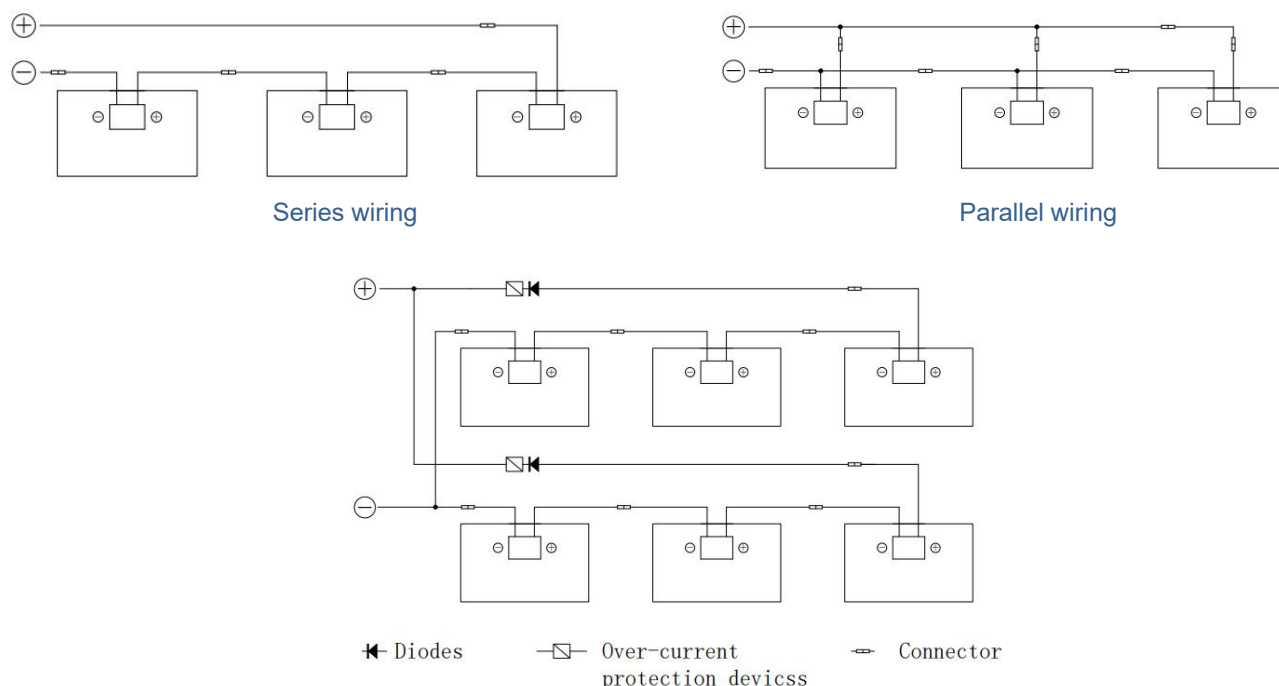 Series wiring
Parallel wiring
Diodes
Over-current
protection devicss
Connector